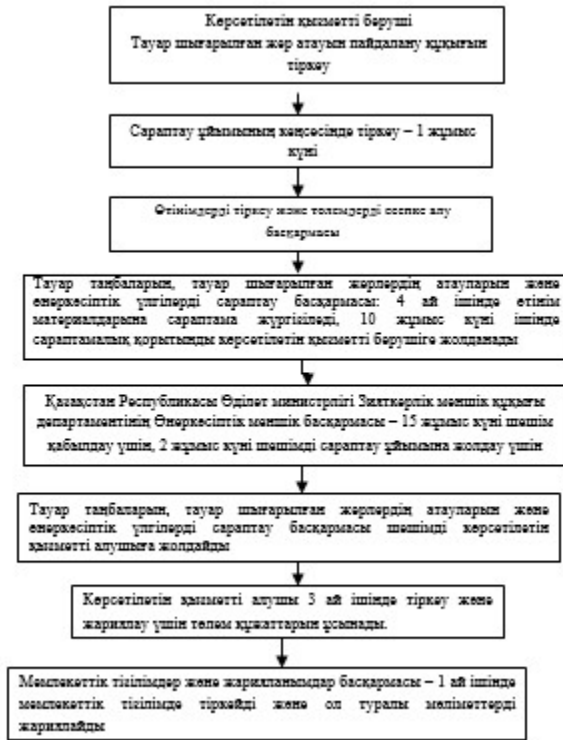 Көрсетілетін қызметті беруші
Тауар шығарылған жер атауын пайдалану құқығын
тіркеу
Сараптау ұйымының кеңсесінде тіркеу – 1 жұмыс
күні
Өтінімдерді тіркеу және төлемдерді есепке алу
басқармасы
Тауар таңбаларын, тауар шығарылған жерлердің атауларын және
өнеркәсіптік үлгілерді сараптау басқармасы: 4 ай ішінде өтінім
материалдарына сараптама жүргізіледі, 10 жұмыс күні ішінде
сараптамалық қорытынды көрсетілетін қызметті берушіге жолданады
Қазақстан Республикасы Әділет министрлігі Зияткерлік меншік құқығы
департаментінің Өнеркәсіптік меншік басқармасы – 15 жұмыс күні шешім
қабылдау үшін, 2 жұмыс күні шешімді сараптау ұйымына жолдау үшін
Тауар таңбаларын, тауар шығарылған жерлердің атауларын және
өнеркәсіптік үлгілерді сараптау басқармасы шешімді көрсетілетін
қызметті алушыға жолдайды
Көрсетілетін қызметті алушы 3 ай ішінде тіркеу және
жариялау үшін төлем құжаттарын ұсынады.
Мемлекеттік тізілімдер және жарияланымдар басқармасы – 1 ай ішінде
мемлекеттік тізілімде тіркейді және ол туралы мәліметтерді
жариялайды